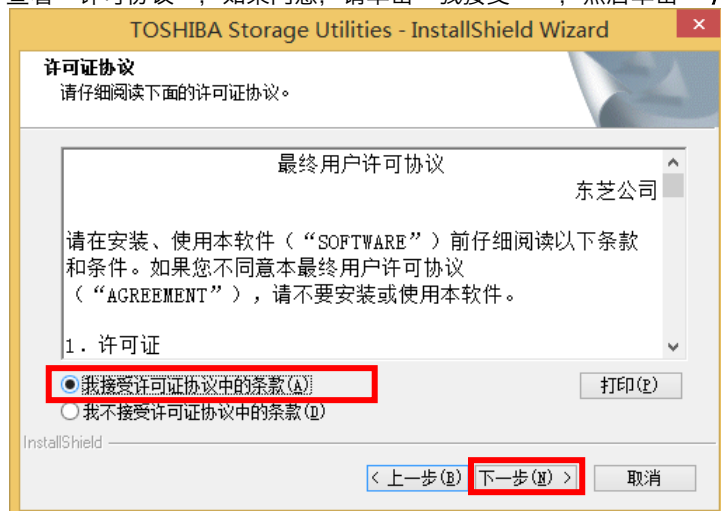 TOSHIBA Storage Utilities - InstallShield Wizard
许可证协议
请仔细阅读下面的许可证协议。
最终用户许可协议
东芝公司
请在安装、使用本软件（“SOFTWARE”）前仔细阅读以下条款
和条件。如果您不同意本最终用户许可协议
（“AGREEMENT”），请不要安装或使用本软件。
1. 许可证
我接受许可证协议中的条款(A)
打印(P)
我不接受许可证协议中的条款(D)
InstallShield
< 上一步(B)
下一步(N) >
取消